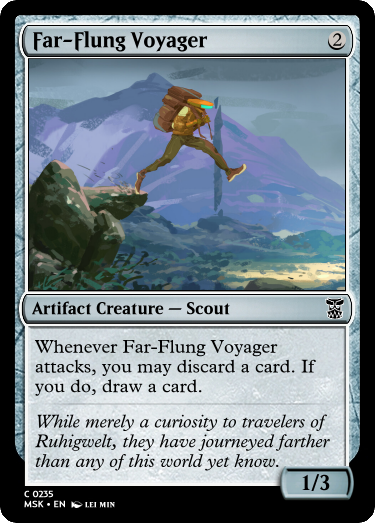 Far-Flung Voyager 2
Artifact Creature — Scout
Whenever Far-Flung Voyager
attacks, you may discard a card. If
you do, draw a card.
While merely a curiosity to travelers of
Ruhigwelt, they have journeyed farther
than any of this world yet know.
1/3
C 0235
MSK • EN LEI MIN